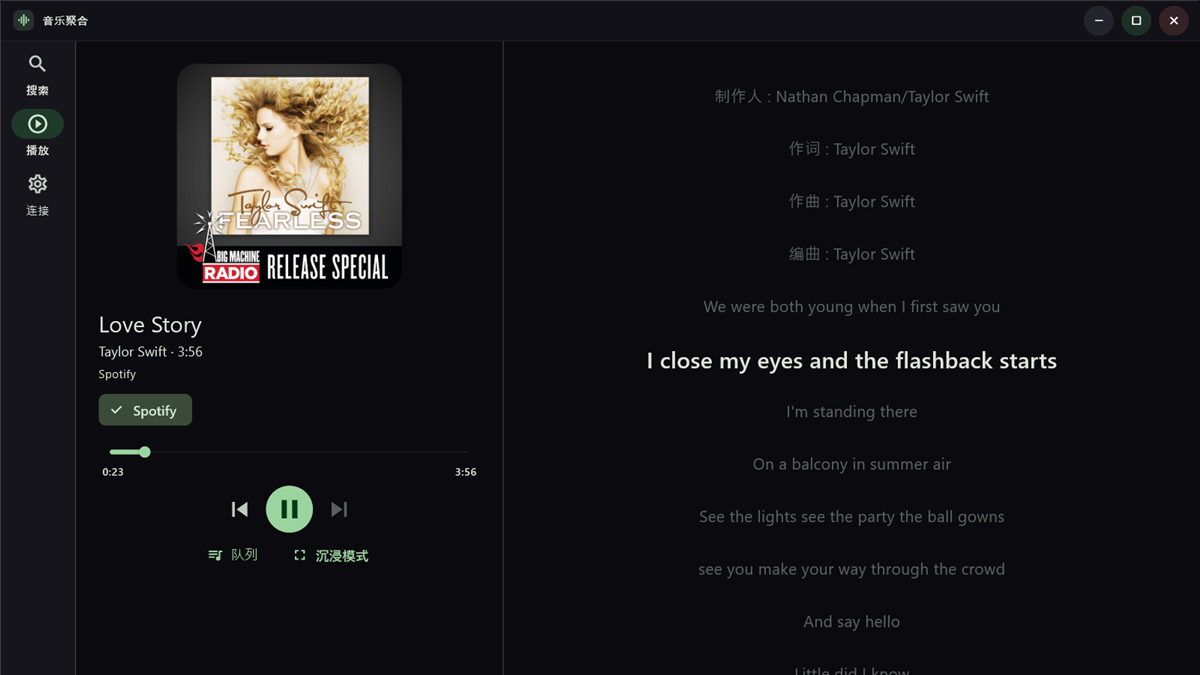 音乐聚合
搜索
播放
连接
Taylor Swift
FEARLESS
BIG MACHINE
RADIO
RELEASE SPECIAL
Love Story
Taylor Swift · 3:56
Spotify
Spotify
0:23
3:56
队列
沉浸模式
制作人 : Nathan Chapman/Taylor Swift
作词 : Taylor Swift
作曲 : Taylor Swift
编曲 : Taylor Swift
We were both young when I first saw you
I close my eyes and the flashback starts
I'm standing there
On a balcony in summer air
See the lights see the party the ball gowns
see you make your way through the crowd
And say hello
Little did I know